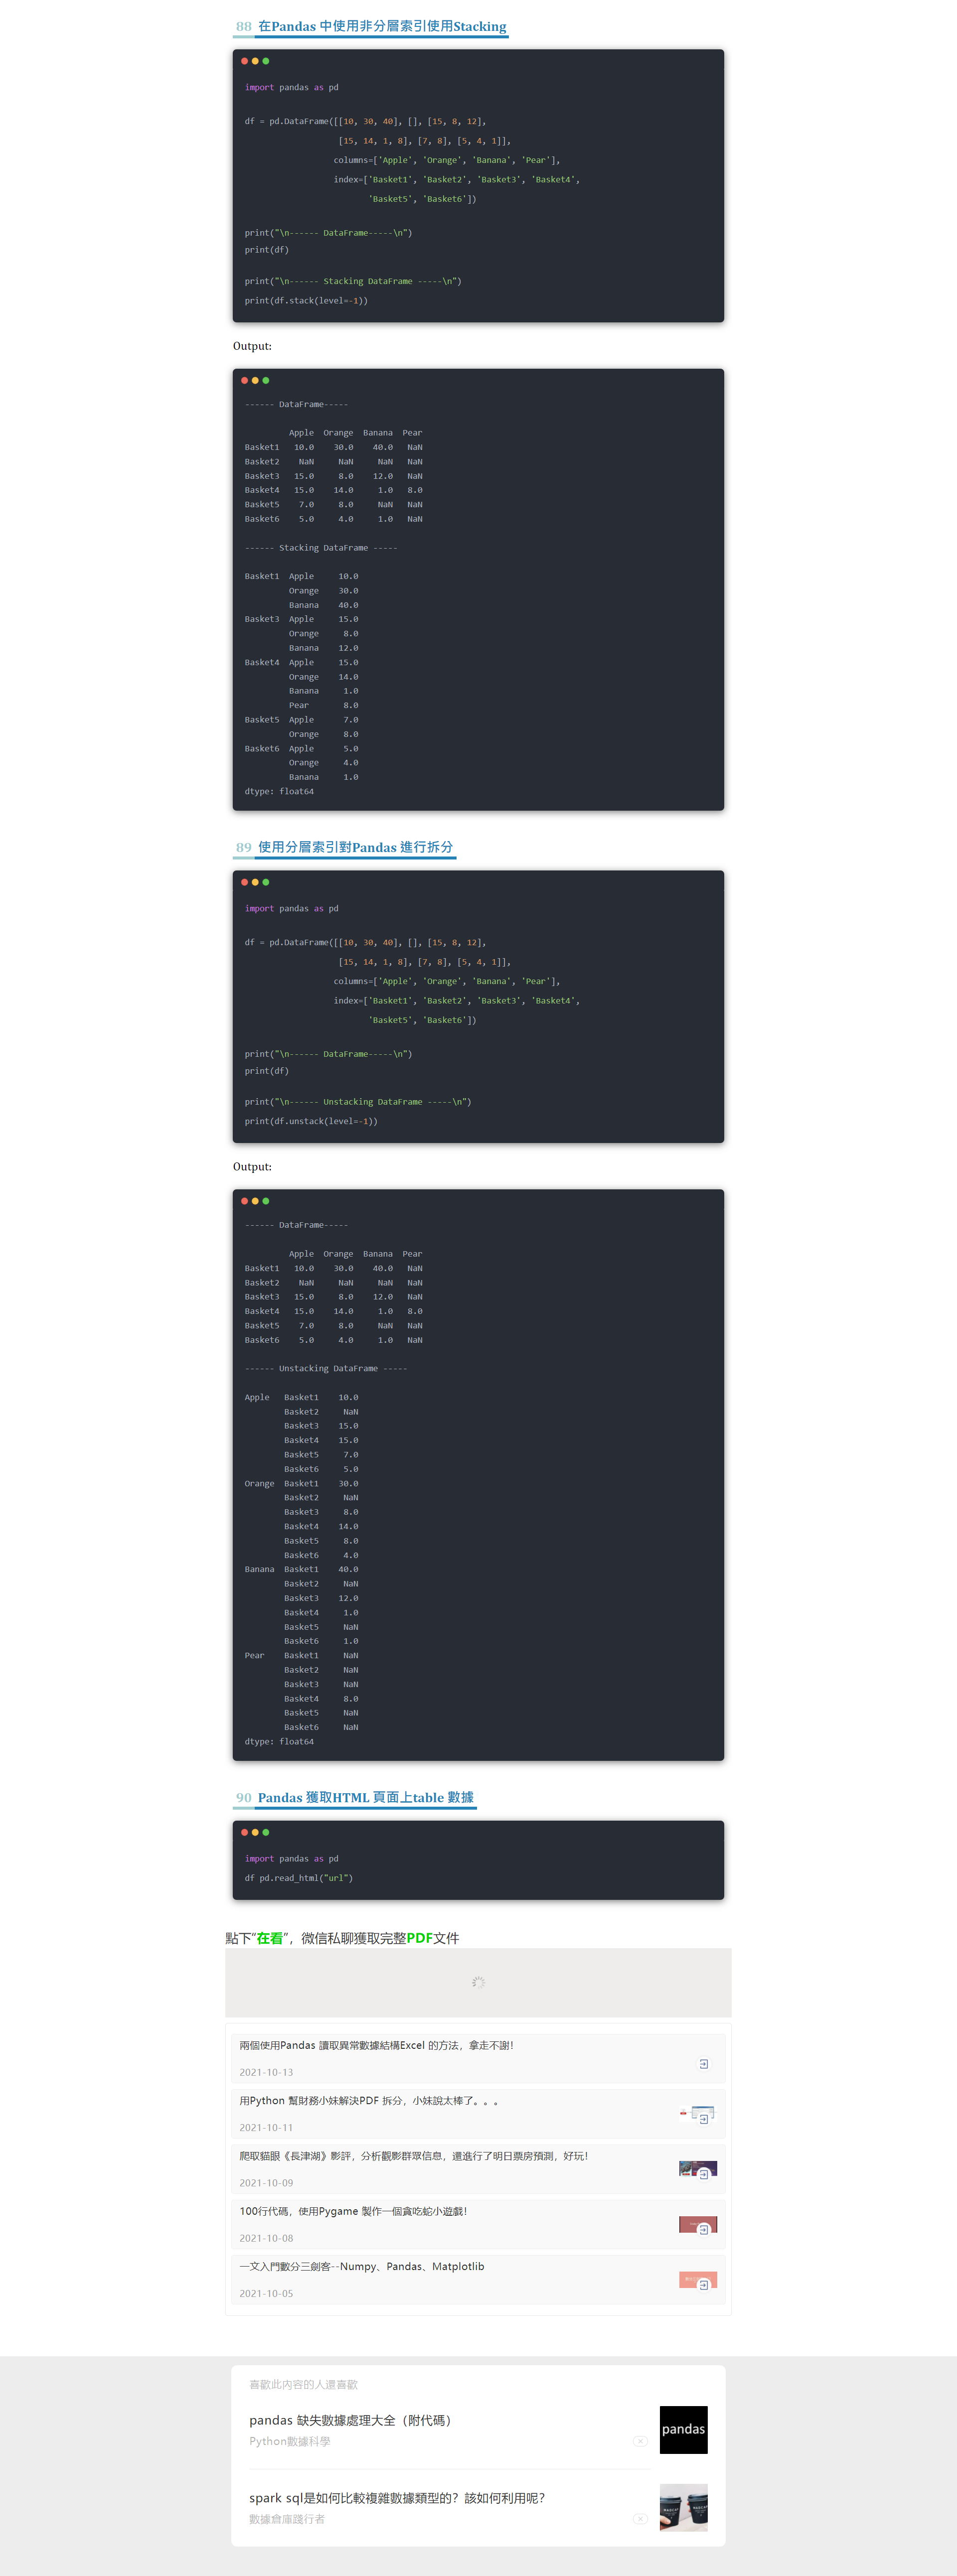 88 在Pandas 中使用非分層索引使用Stacking
import pandas as pd
df = pd.DataFrame([[10, 30, 40], [], [15, 8, 12],
[15, 14, 1, 8], [7, 8], [5, 4, 1]],
columns=['Apple', 'Orange', 'Banana', 'Pear'],
index=['Basket1', 'Basket2', 'Basket3', 'Basket4',
'Basket5', 'Basket6'])
print("\n------ DataFrame-----\n")
print(df)
print("\n------ Stacking DataFrame -----\n")
print(df.stack(level=-1))
Output:
------ DataFrame-----
Apple Orange Banana Pear
Basket1 10.0 30.0 40.0 NaN
Basket2 NaN NaN NaN NaN
Basket3 15.0 8.0 12.0 NaN
Basket4 15.0 14.0 1.0 8.0
Basket5 7.0 8.0 NaN NaN
Basket6 5.0 4.0 1.0 NaN
------ Stacking DataFrame -----
Basket1 Apple 10.0
Orange 30.0
Banana 40.0
Basket3 Apple 15.0
Orange 8.0
Banana 12.0
Basket4 Apple 15.0
Orange 14.0
Banana 1.0
Pear 8.0
Basket5 Apple 7.0
Orange 8.0
Basket6 Apple 5.0
Orange 4.0
Banana 1.0
dtype: float64
89 使用分層索引對Pandas 進行拆分
import pandas as pd
df = pd.DataFrame([[10, 30, 40], [], [15, 8, 12],
[15, 14, 1, 8], [7, 8], [5, 4, 1]],
columns=['Apple', 'Orange', 'Banana', 'Pear'],
index=['Basket1', 'Basket2', 'Basket3', 'Basket4',
'Basket5', 'Basket6'])
print("\n------ DataFrame-----\n")
print(df)
print("\n------ Unstacking DataFrame -----\n")
print(df.unstack(level=-1))
Output:
------ DataFrame-----
Apple Orange Banana Pear
Basket1 10.0 30.0 40.0 NaN
Basket2 NaN NaN NaN NaN
Basket3 15.0 8.0 12.0 NaN
Basket4 15.0 14.0 1.0 8.0
Basket5 7.0 8.0 NaN NaN
Basket6 5.0 4.0 1.0 NaN
------ Unstacking DataFrame -----
Apple Basket1 10.0
Basket2 NaN
Basket3 15.0
Basket4 15.0
Basket5 7.0
Basket6 5.0
Orange Basket1 30.0
Basket2 NaN
Basket3 8.0
Basket4 14.0
Basket5 8.0
Basket6 4.0
Banana Basket1 40.0
Basket2 NaN
Basket3 12.0
Basket4 1.0
Basket5 NaN
Basket6 1.0
Pear Basket1 NaN
Basket2 NaN
Basket3 NaN
Basket4 8.0
Basket5 NaN
Basket6 NaN
dtype: float64
90 Pandas 獲取HTML 頁面上table 數據
import pandas as pd
df pd.read_html("url")
點下“在看”，微信私聊獲取完整PDF文件
兩個使用Pandas 讀取異常數據結構Excel 的方法，拿走不謝！
2021-10-13
用Python 幫財務小妹解決PDF 拆分，小妹說太棒了。。。
2021-10-11
爬取貓眼《長津湖》影評，分析觀影群眾信息，還進行了明日票房預測，好玩！
2021-10-09
100行代碼，使用Pygame 製作一個貪吃蛇小遊戲！
2021-10-08
一文入門數分三劍客--Numpy、Pandas、Matplotlib
2021-10-05
喜歡此內容的人還喜歡
pandas 缺失數據處理大全（附代碼）
Python數據科學
pandas
spark sql是如何比較複雜數據類型的？該如何利用呢？
數據倉庫踐行者